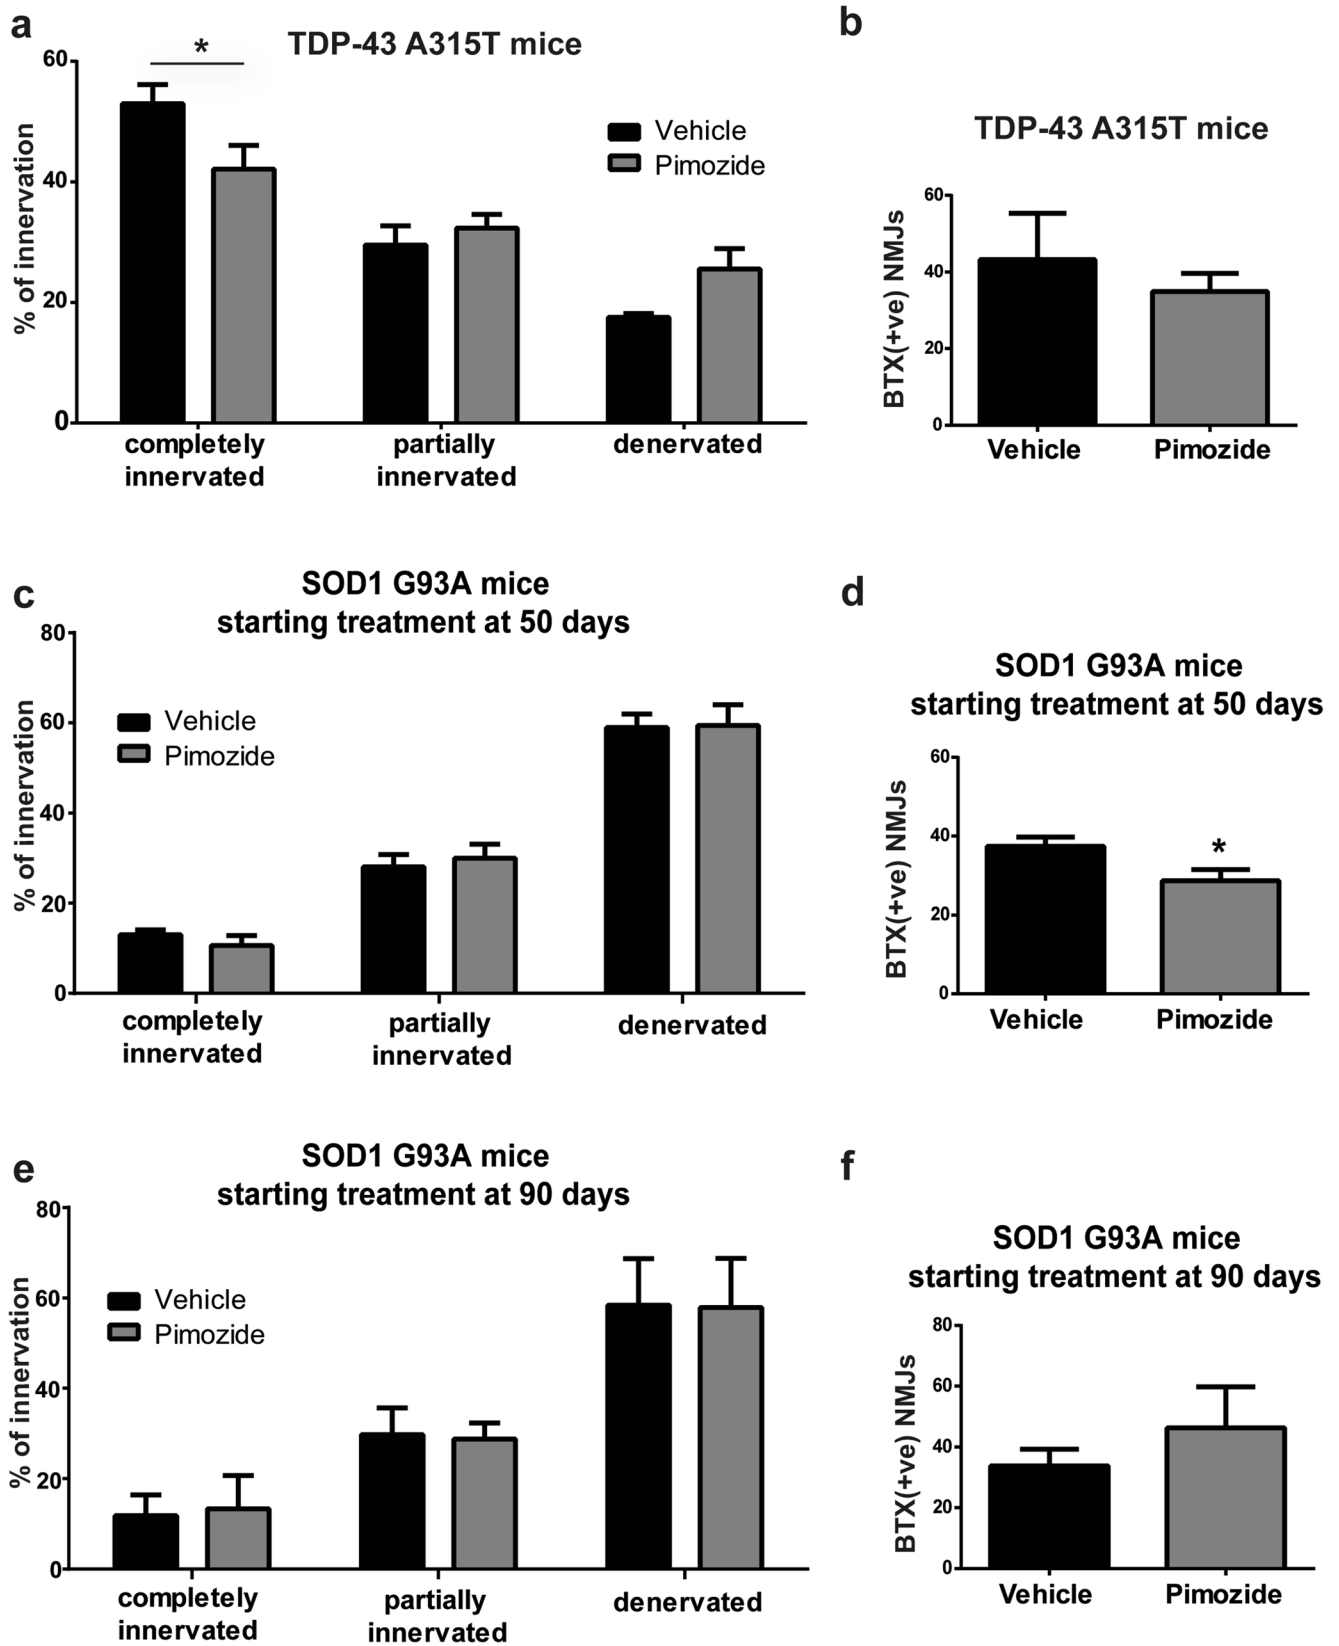 a
TDP-43 A315T mice
*
60
40
20
0
% of innervation
Vehicle
Pimozide
completely
innervated
partially
innervated
denervated
b
TDP-43 A315T mice
60
40
20
0
BTX(+ve) NMJs
Vehicle
Pimozide
c
SOD1 G93A mice
starting treatment at 50 days
80
60
40
20
0
% of innervation
Vehicle
Pimozide
completely
innervated
partially
innervated
denervated
d
SOD1 G93A mice
starting treatment at 50 days
60
40
20
0
BTX(+ve) NMJs
*
Vehicle
Pimozide
e
SOD1 G93A mice
starting treatment at 90 days
80
60
40
20
0
% of innervation
Vehicle
Pimozide
completely
innervated
partially
innervated
denervated
f
SOD1 G93A mice
starting treatment at 90 days
80
60
40
20
0
BTX(+ve) NMJs
Vehicle
Pimozide